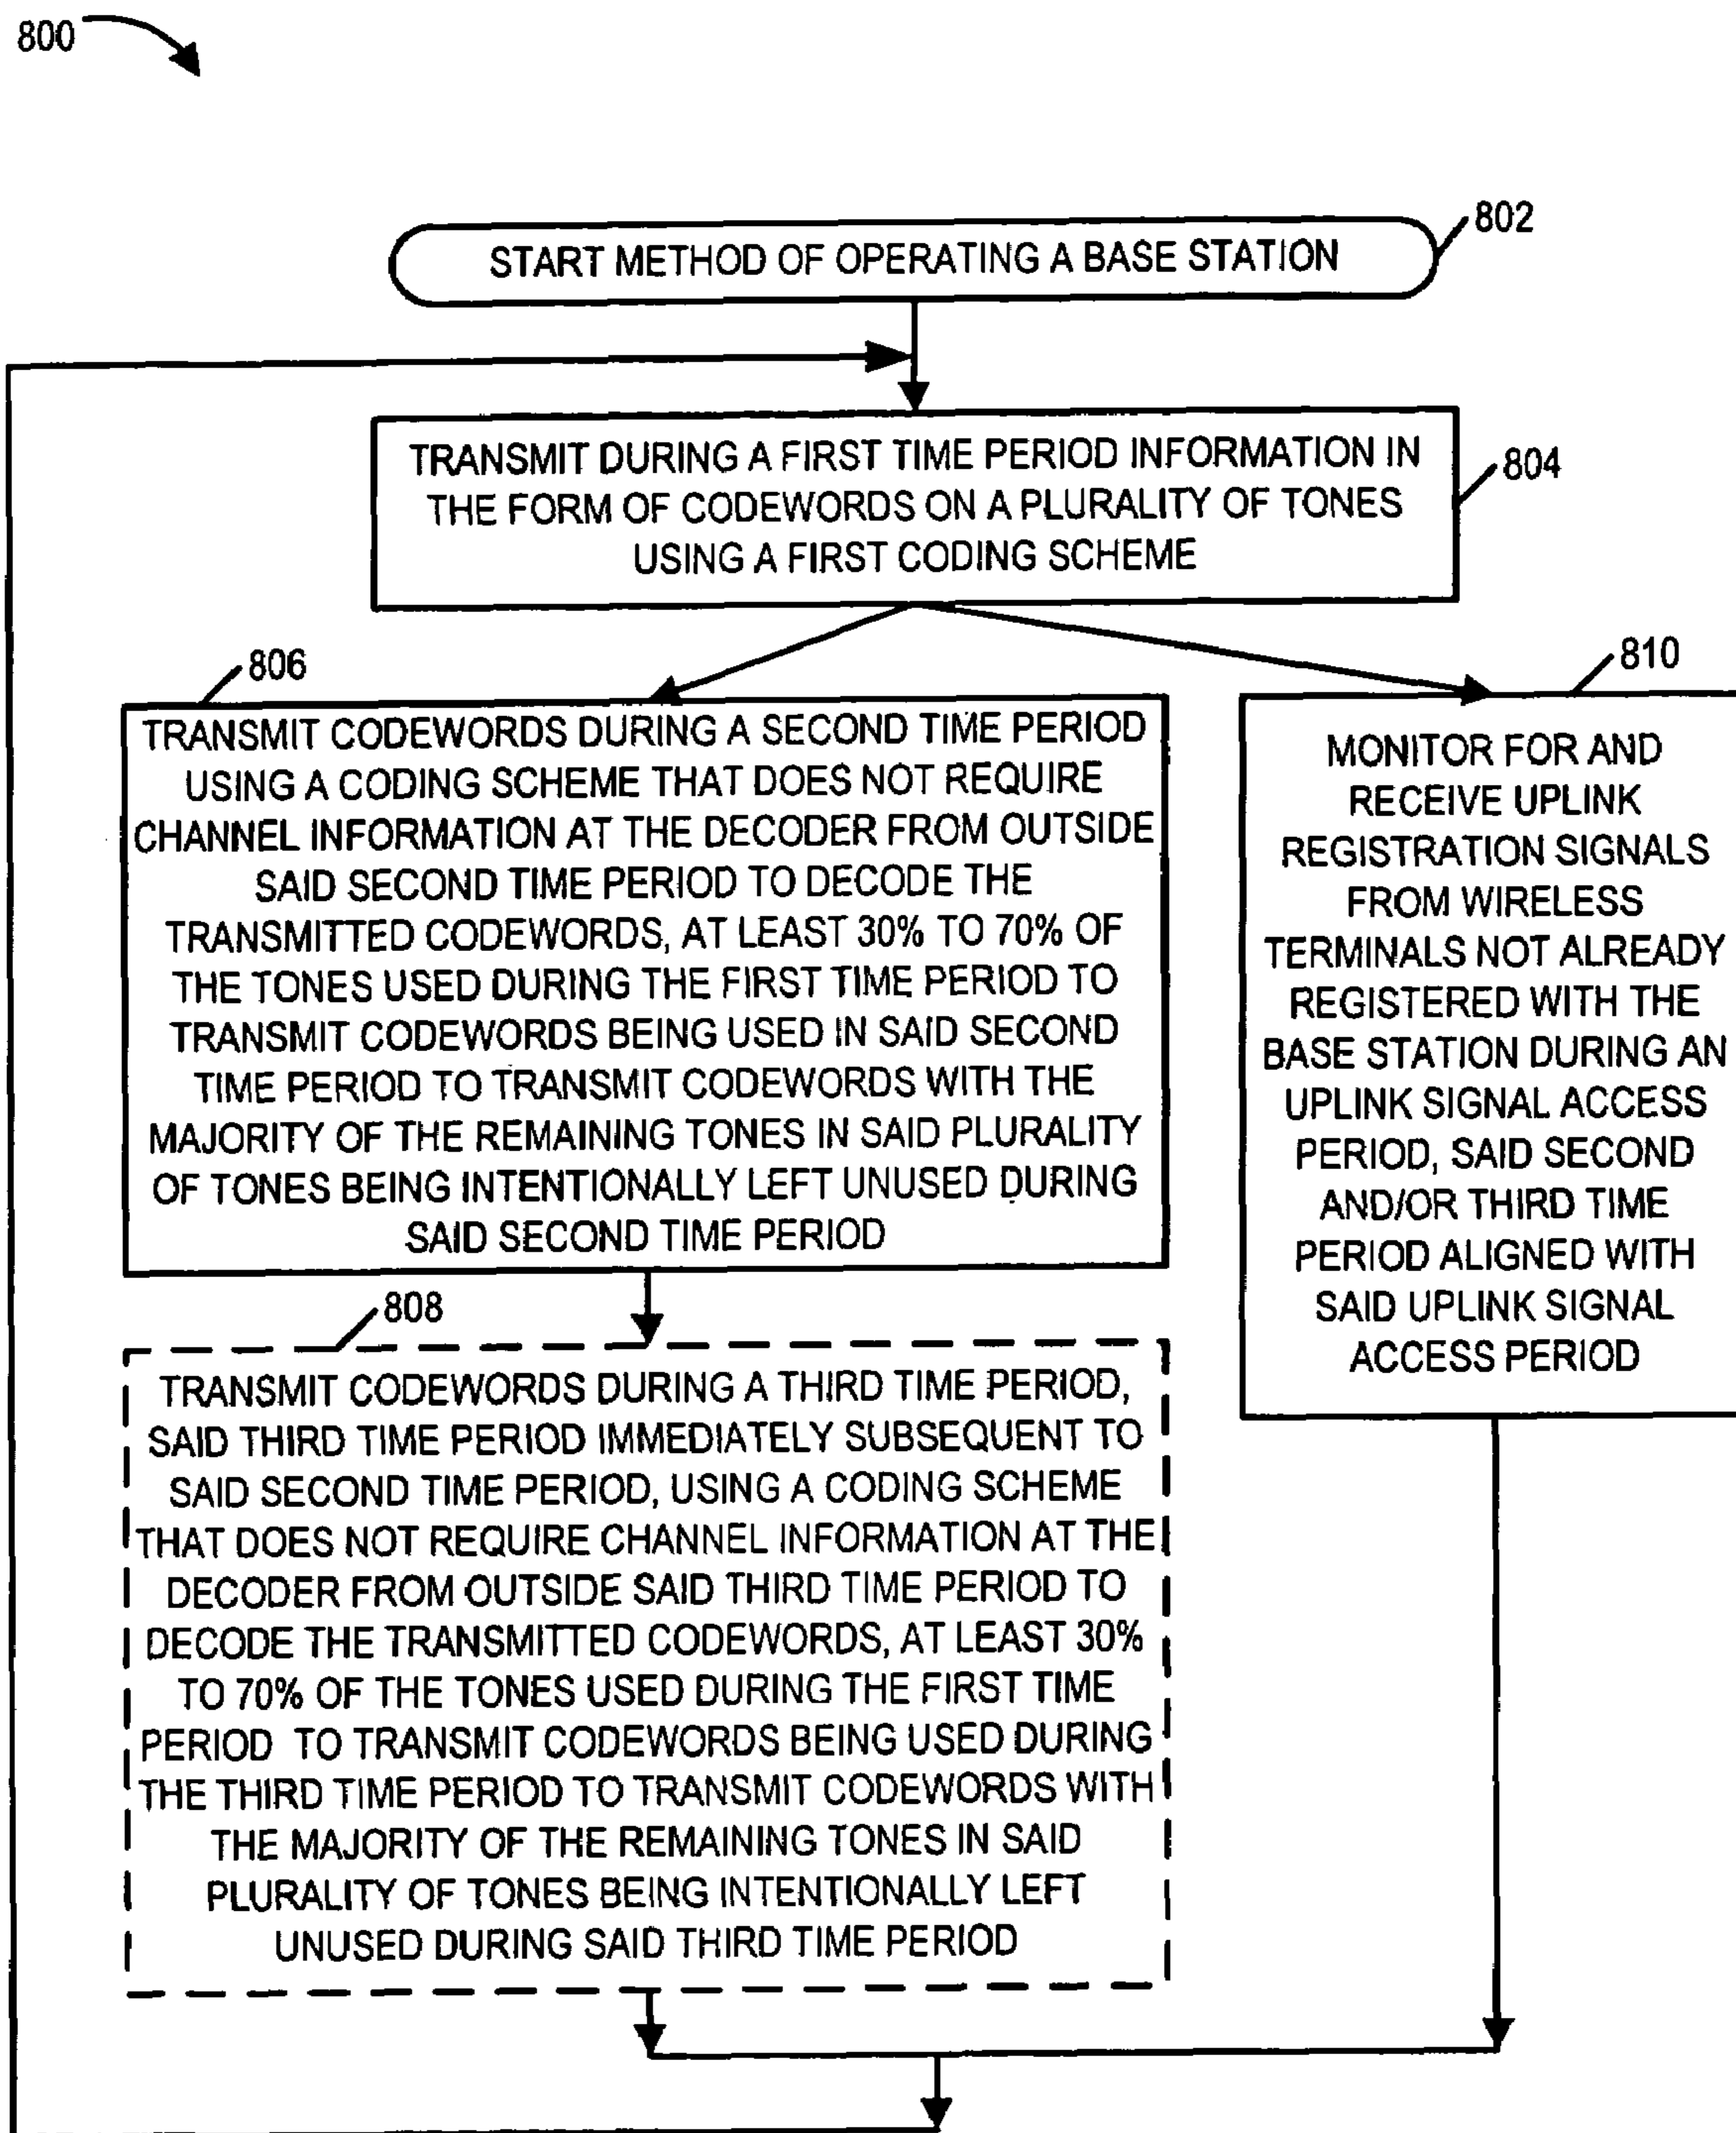 800
802
START METHOD OF OPERATING A BASE STATION
TRANSMIT DURING A FIRST TIME PERIOD INFORMATION IN
THE FORM OF CODEWORDS ON A PLURALITY OF TONES
USING A FIRST CODING SCHEME
804
806
TRANSMIT CODEWORDS DURING A SECOND TIME PERIOD
USING A CODING SCHEME THAT DOES NOT REQUIRE
CHANNEL INFORMATION AT THE DECODER FROM OUTSIDE
SAID SECOND TIME PERIOD TO DECODE THE
TRANSMITTED CODEWORDS, AT LEAST 30% TO 70% OF
THE TONES USED DURING THE FIRST TIME PERIOD TO
TRANSMIT CODEWORDS BEING USED IN SAID SECOND
TIME PERIOD TO TRANSMIT CODEWORDS WITH THE
MAJORITY OF THE REMAINING TONES IN SAID PLURALITY
OF TONES BEING INTENTIONALLY LEFT UNUSED DURING
SAID SECOND TIME PERIOD
810
MONITOR FOR AND
RECEIVE UPLINK
REGISTRATION SIGNALS
FROM WIRELESS
TERMINALS NOT ALREADY
REGISTERED WITH THE
BASE STATION DURING AN
UPLINK SIGNAL ACCESS
PERIOD, SAID SECOND
AND/OR THIRD TIME
PERIOD ALIGNED WITH
SAID UPLINK SIGNAL
ACCESS PERIOD
808
TRANSMIT CODEWORDS DURING A THIRD TIME PERIOD,
SAID THIRD TIME PERIOD IMMEDIATELY SUBSEQUENT TO
SAID SECOND TIME PERIOD, USING A CODING SCHEME
THAT DOES NOT REQUIRE CHANNEL INFORMATION AT THE
DECODER FROM OUTSIDE SAID THIRD TIME PERIOD TO
DECODE THE TRANSMITTED CODEWORDS, AT LEAST 30%
TO 70% OF THE TONES USED DURING THE FIRST TIME
PERIOD TO TRANSMIT CODEWORDS BEING USED DURING
THE THIRD TIME PERIOD TO TRANSMIT CODEWORDS WITH
THE MAJORITY OF THE REMAINING TONES IN SAID
PLURALITY OF TONES BEING INTENTIONALLY LEFT
UNUSED DURING SAID THIRD TIME PERIOD